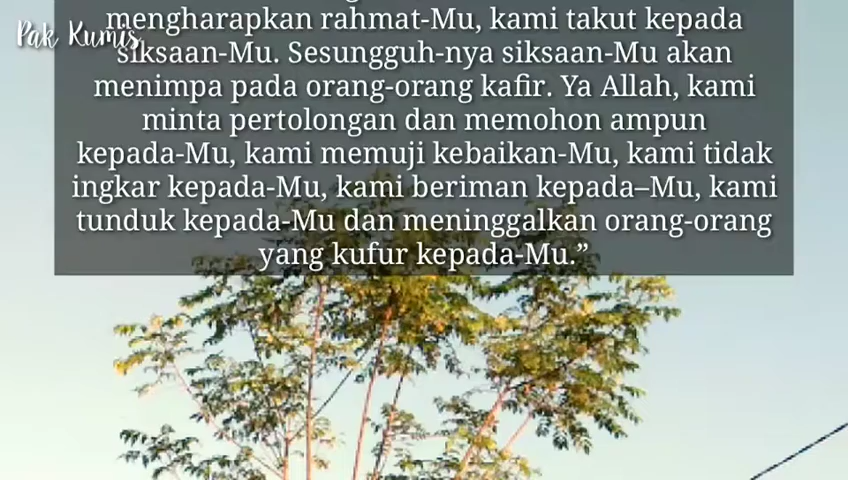 mengharapkan rahmat-Mu, kami takut kepada
Pak Kumis
siksaan-Mu. Sesungguh-nya siksaan-Mu akan
menimpa pada orang-orang kafir. Ya Allah, kami
minta pertolongan dan memohon ampun
kepada-Mu, kami memuji kebaikan-Mu, kami tidak
ingkar kepada-Mu, kami beriman kepada–Mu, kami
tunduk kepada-Mu dan meninggalkan orang-orang
yang kufur kepada-Mu.”